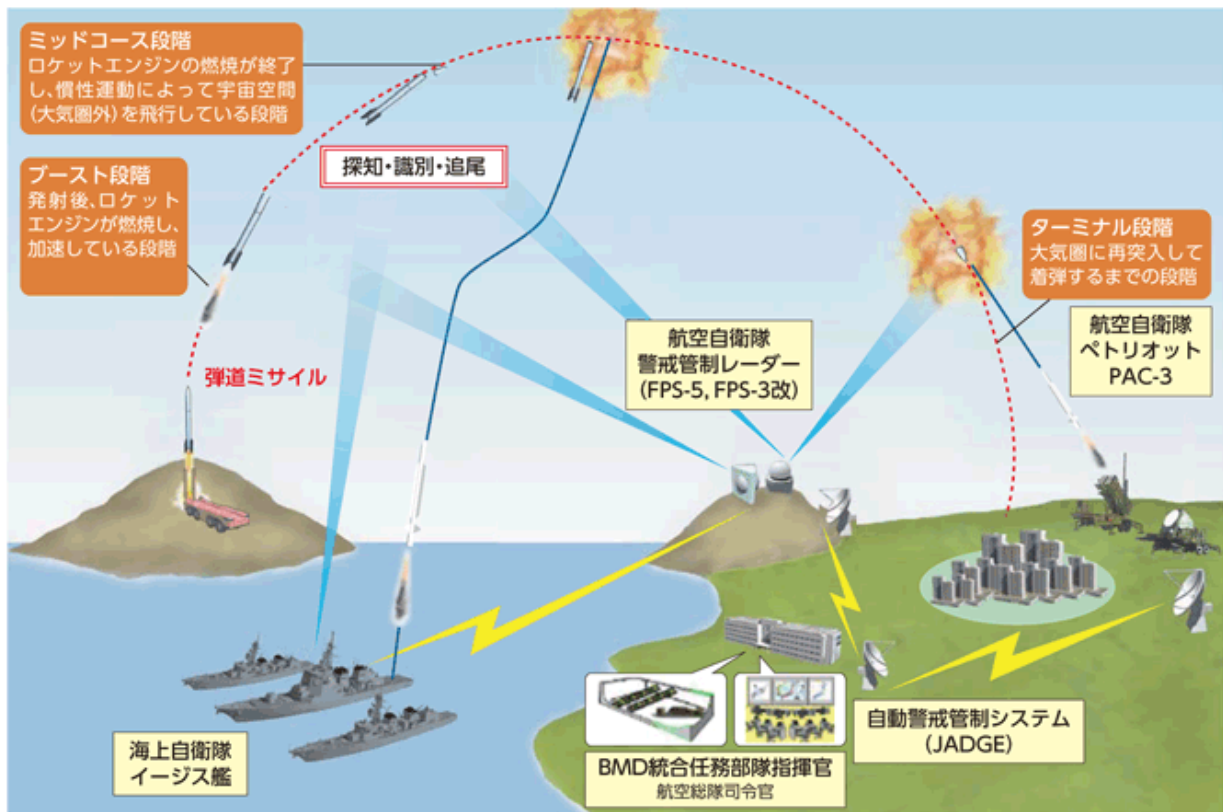 ミッドコース段階
ロケットエンジンの燃焼が終了
し、慣性運動によって宇宙空間
(大気圏外)を飛行している段階
ブースト段階
発射後、ロケット
エンジンが燃焼し、
加速している段階
探知・識別・追尾
ターミナル段階
大気圏に再突入して
着弾するまでの段階
航空自衛隊
警戒管制レーダー
(FPS-5, FPS-3改)
航空自衛隊
ペトリオット
PAC-3
弾道ミサイル
海上自衛隊
イージス艦
自動警戒管制システム
(JADGE)
BMD統合任務部隊指揮官
航空総隊司令官